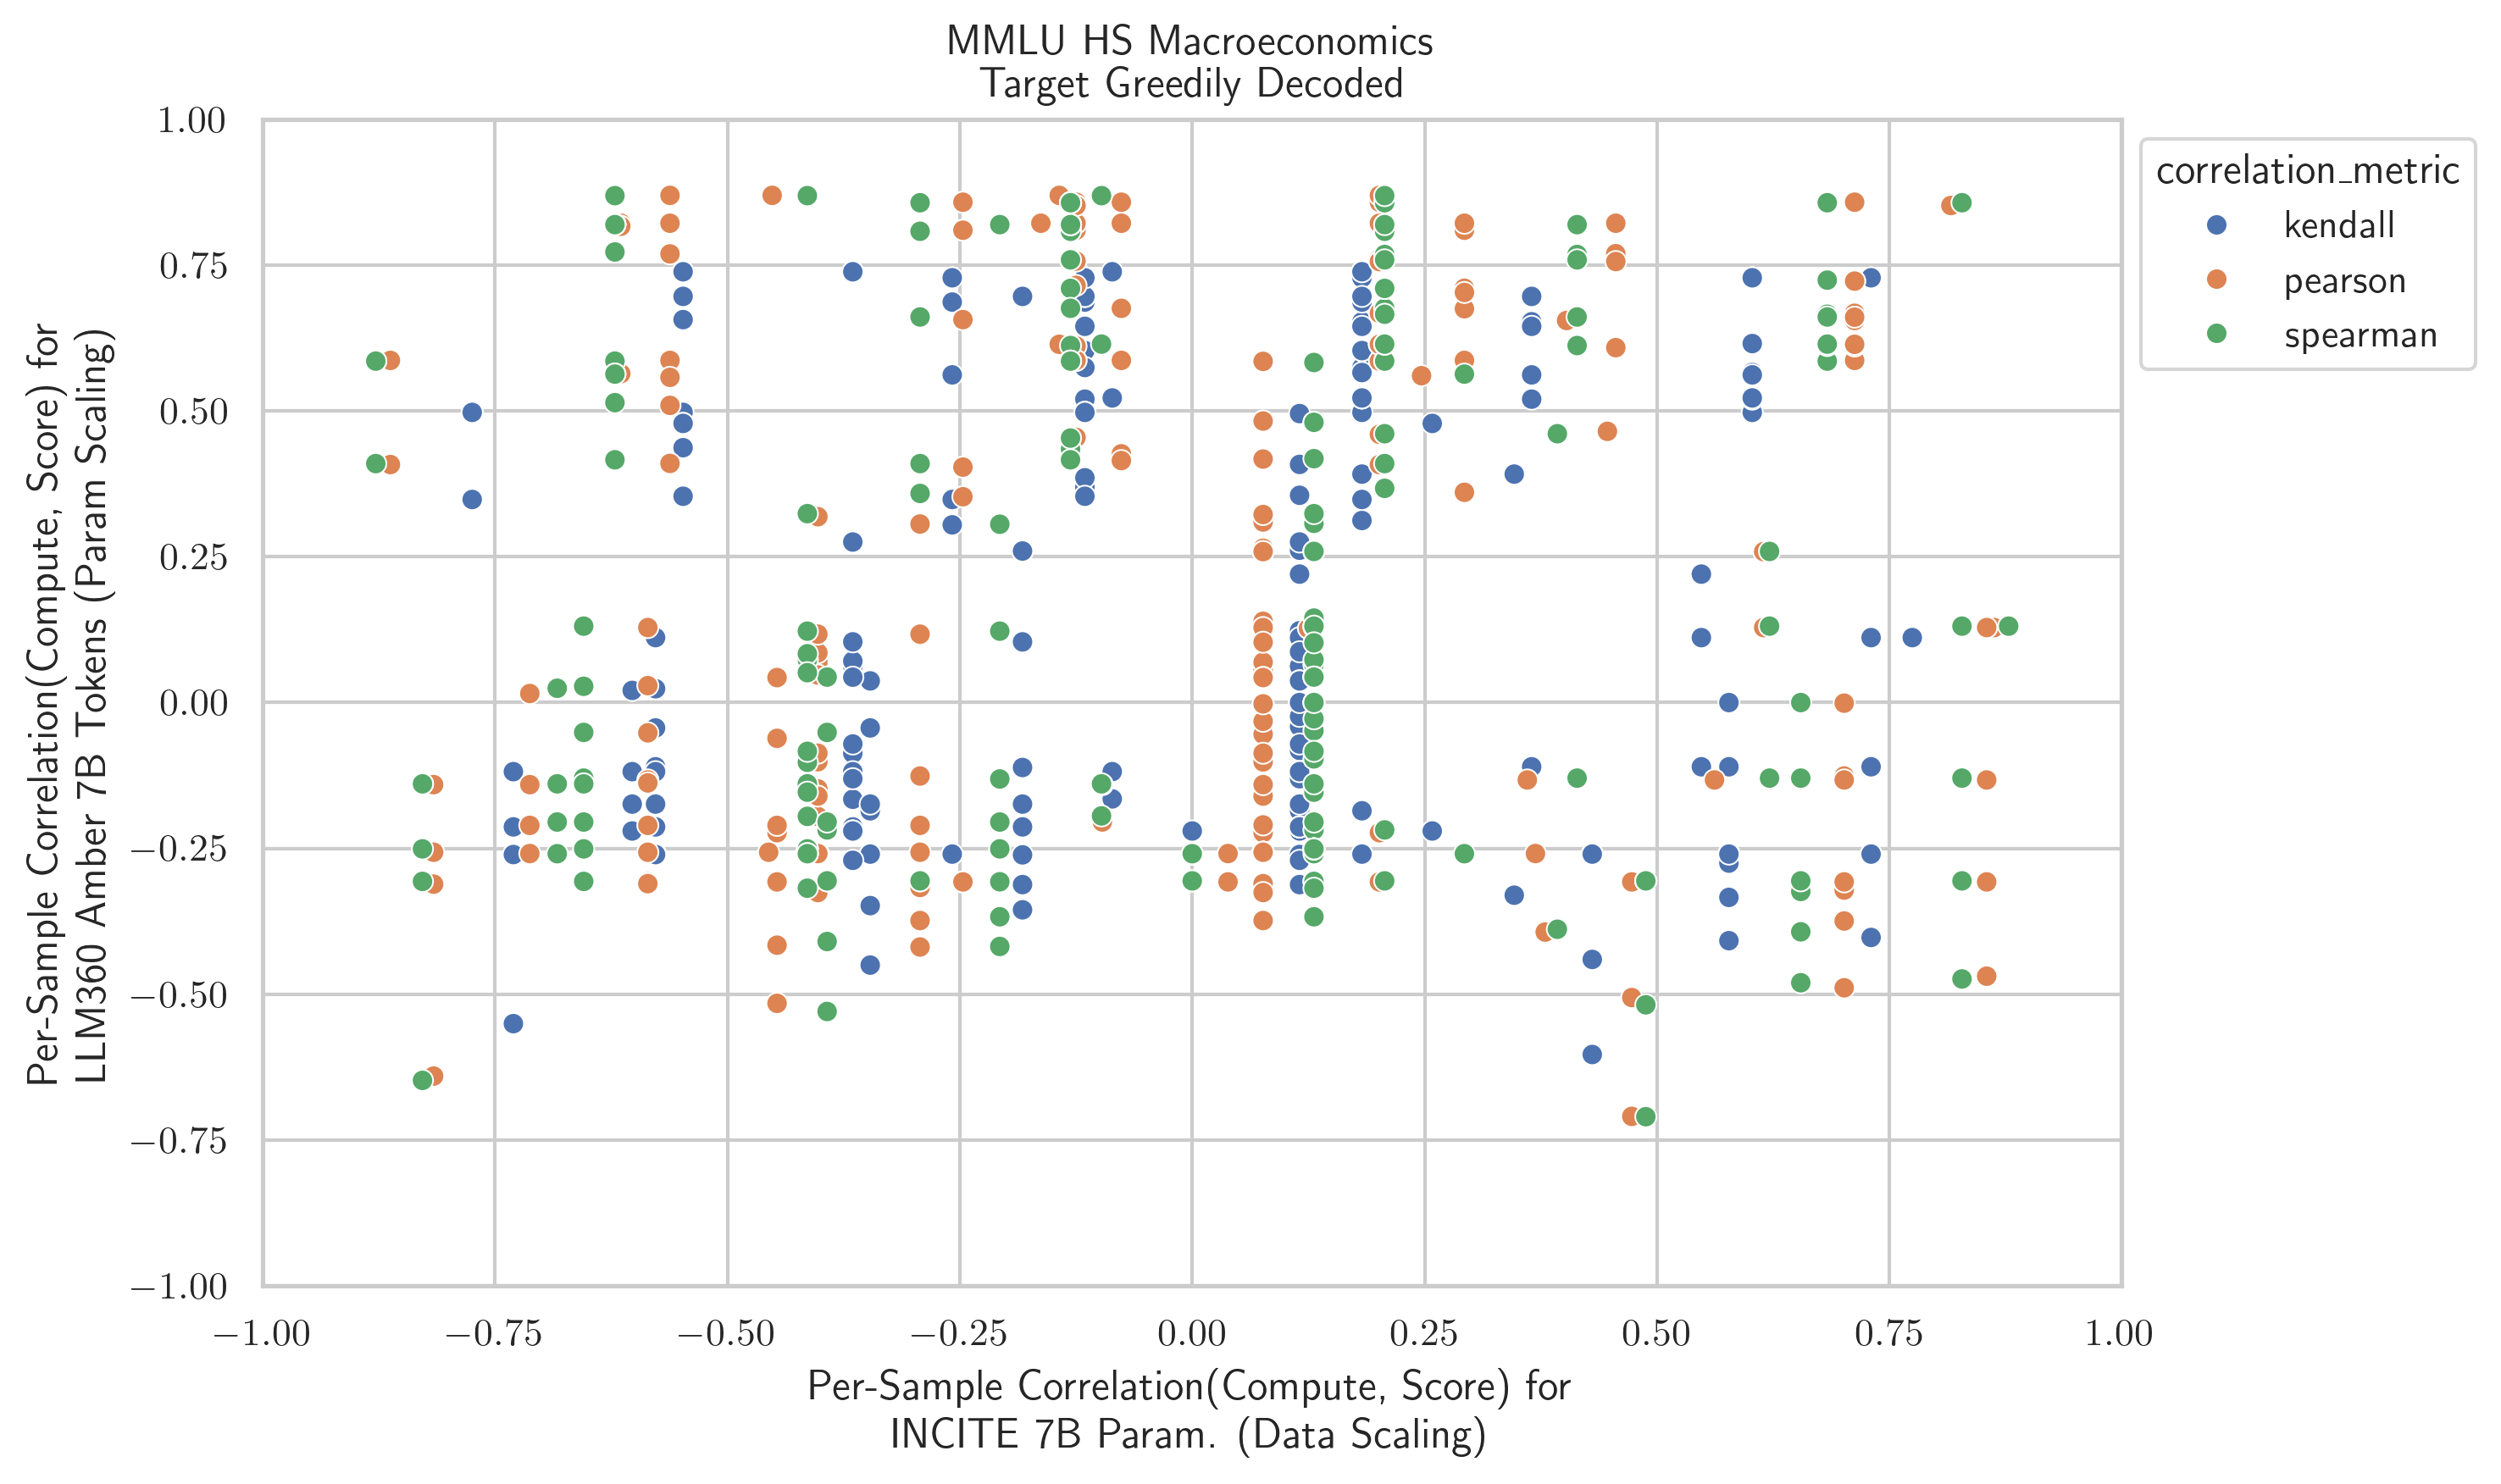 MMLU HS Macroeconomics
Target Greedily Decoded
Per-Sample Correlation(Compute, Score) for
LLM360 Amber 7B Tokens (Param Scaling)
1.00
0.75
0.50
0.25
0.00
−0.25
−0.50
−0.75
−1.00
−1.00 −0.75 −0.50 −0.25 0.00 0.25 0.50 0.75 1.00
Per-Sample Correlation(Compute, Score) for
INCITE 7B Param. (Data Scaling)
correlation_metric
kendall
pearson
spearman